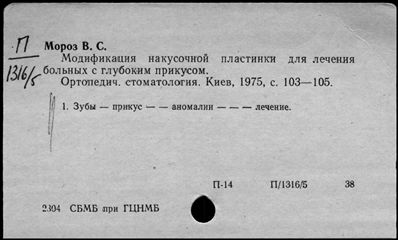 П
1316/5
Мороз В. С.
Модификация накусочной пластинки для лечения
больных с глубоким прикусом.
Ортопедич. стоматология. Киев, 1975, с. 103—105.
1. Зубы — прикус — — аномалии — — — лечение.
П-14 П/1316/5 38
2304 СБМБ при ГЦНМБ